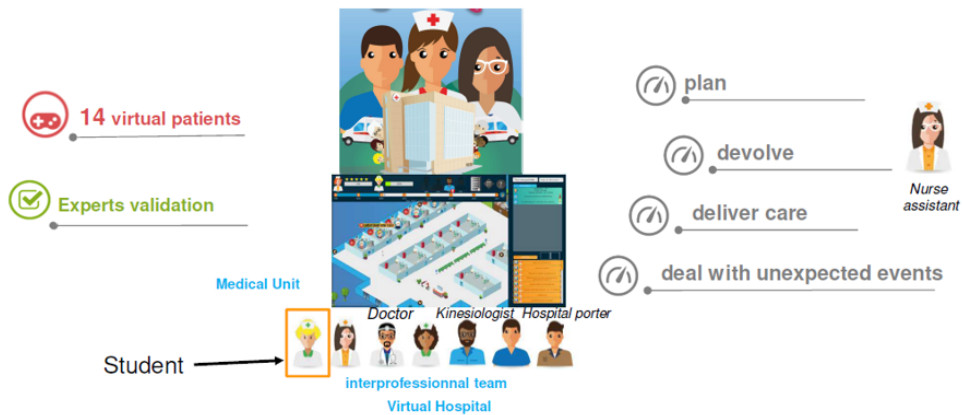 14 virtual patients
Experts validation
plan
devolve
deliver care
deal with unexpected events
Nurse
assistant
Medical Unit
Doctor
Kinesiologist
Hospital porter
Student
interprofessionnal team
Virtual Hospital